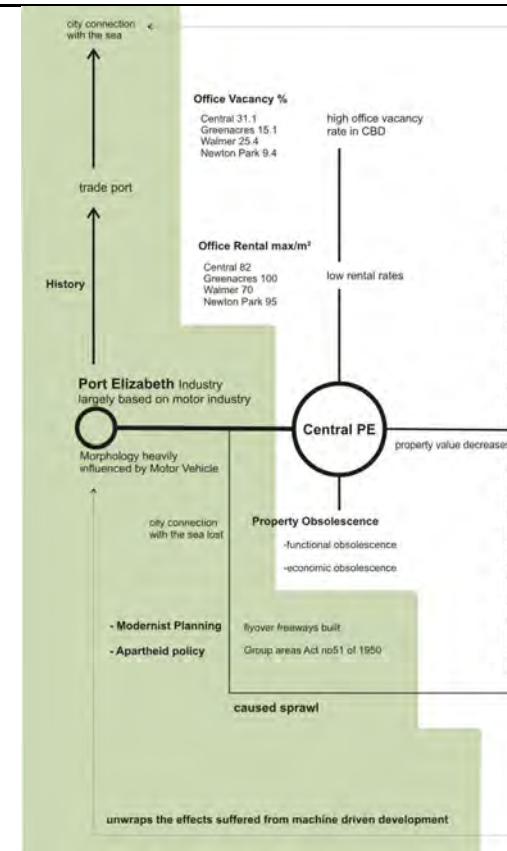 city connection
with the sea
Office Vacancy %
Central 31.1
Greenacres 15.1
Walmer 25.4
Newton Park 9.4
high office vacancy
rate in CBD
trade port
Office Rental max/m²
Central 82
Greenacres 100
Walmer 70
Newton Park 95
low rental rates
History
Port Elizabeth Industry
largely based on motor industry
Central PE
property value decreases
Morphology heavily
influenced by Motor Vehicle
city connection
with the sea lost
Property Obsolescence
-functional obsolescence
-economic obsolescence
- Modernist Planning
flyover freeways built
- Apartheid policy
Group areas Act no51 of 1950
caused sprawl
unwraps the effects suffered from machine driven development